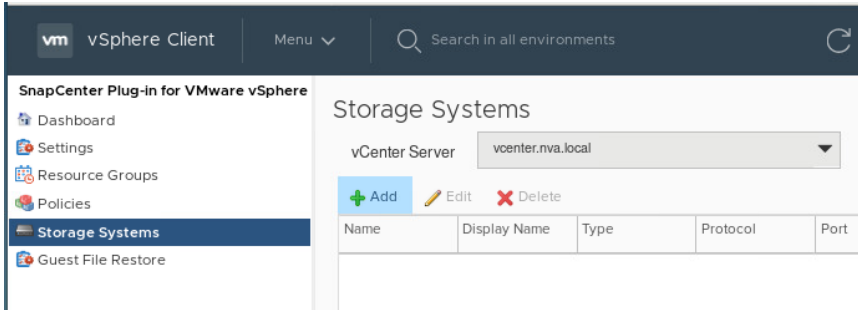 vm vSphere Client Menu Search in all environments
SnapCenter Plug-in for VMware vSphere
Dashboard
Settings
Resource Groups
Policies
Storage Systems
Guest File Restore
Storage Systems
vCenter Server vcenter.nva.local
Add Edit Delete
Name Display Name Type Protocol Port